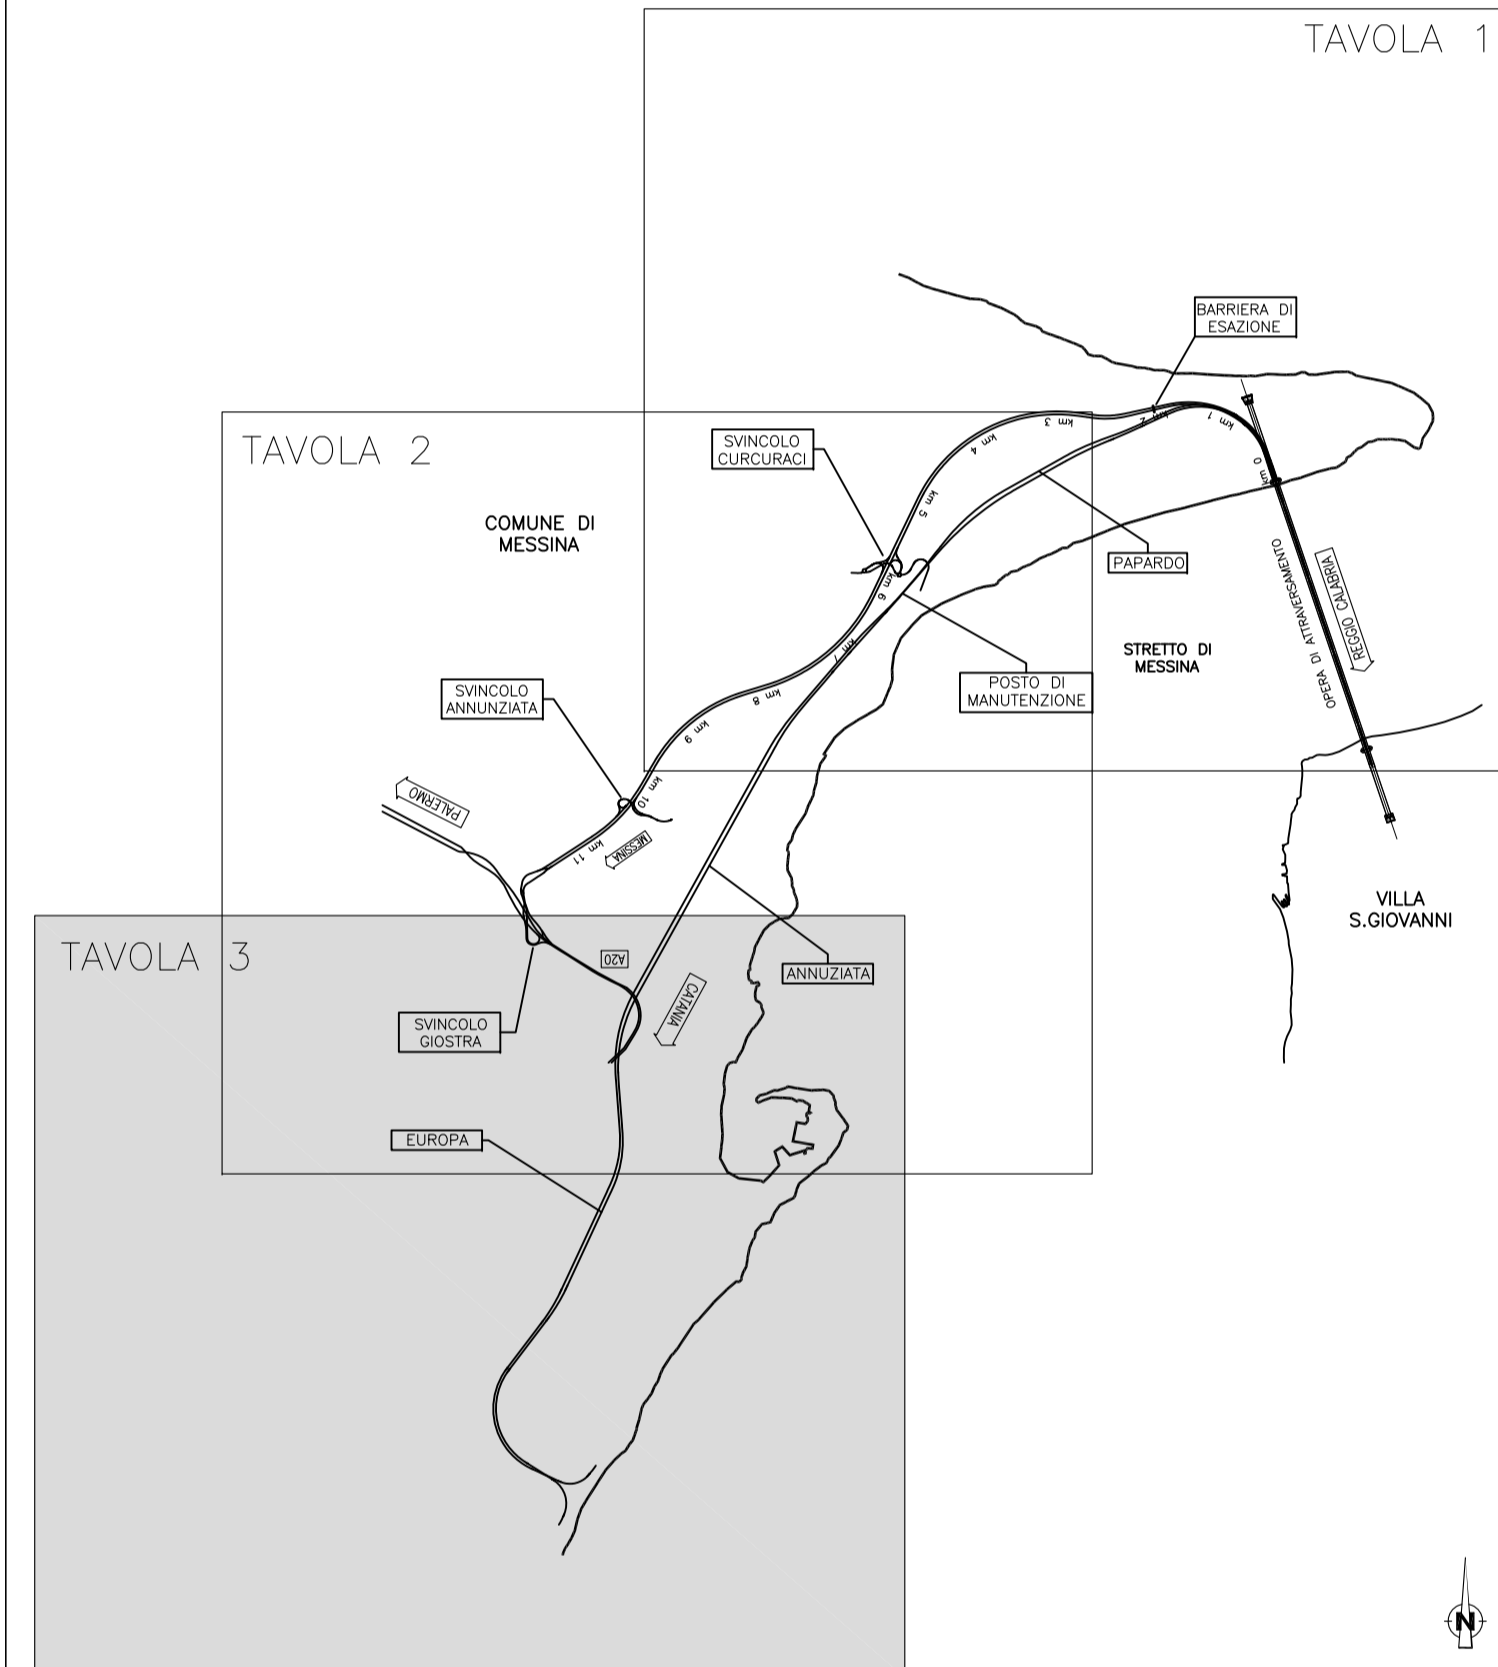 TAVOLA 1
BARRIERA DI
ESAZIONE
TAVOLA 2
SVINCOLO
CURCURACI
km 0
km 1
km 2
km 3
km 4
km 5
km 6
km 7
km 8
km 9
km 10
km 11
COMUNE DI
MESSINA
PAPARDO
OPERA DI ATTRAVERSAMENTO
REGGIO CALABRIA
STRETTO DI
MESSINA
POSTO DI
MANUTENZIONE
SVINCOLO
ANNUNZIATA
PALERMO
MESSINA
VILLA
S.GIOVANNI
TAVOLA 3
A20
ANNUZIATA
CATANIA
SVINCOLO
GIOSTRA
EUROPA
N